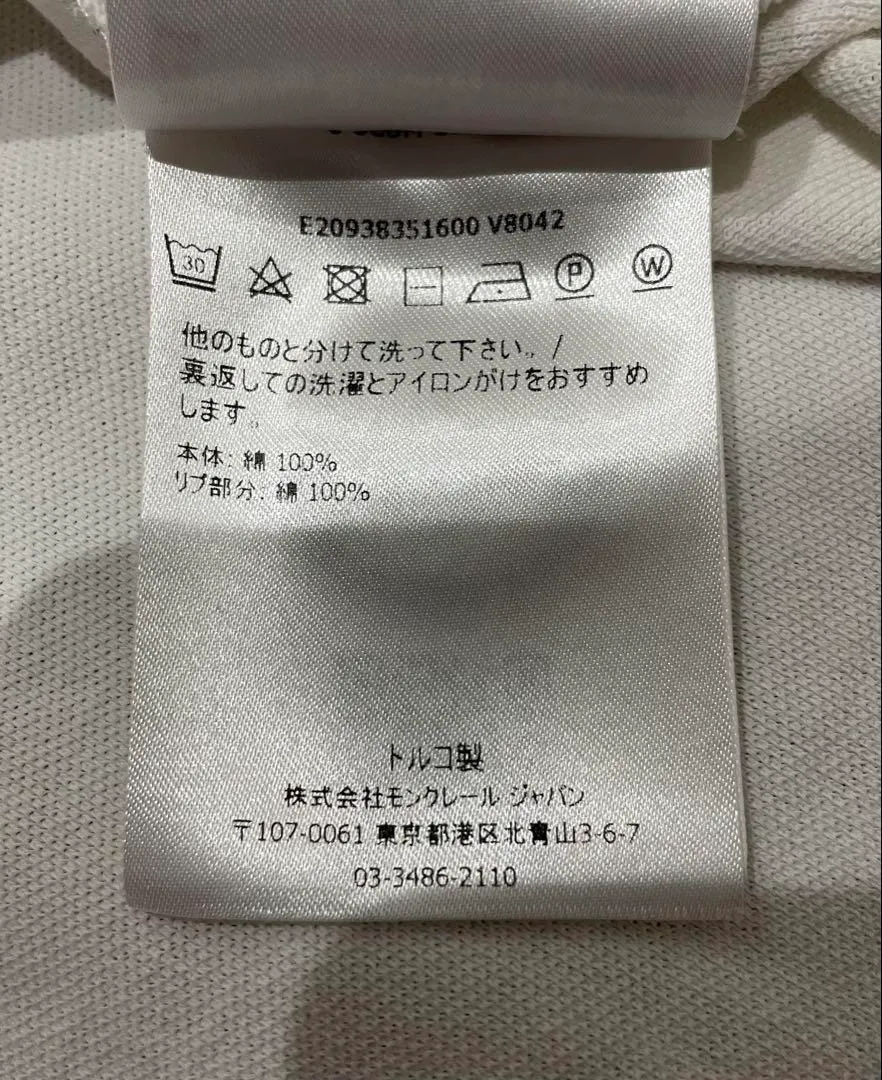 E20938351600 V8042
30
P
W
他のものと分けて洗って下さい。/
裏返しての洗濯とアイロンがけをおすすめ
します。
本体: 綿 100%
リブ部分: 綿 100%
トルコ製
株式会社モンクレール ジャパン
〒107-0061 東京都港区北青山3-6-7
03-3486-2110